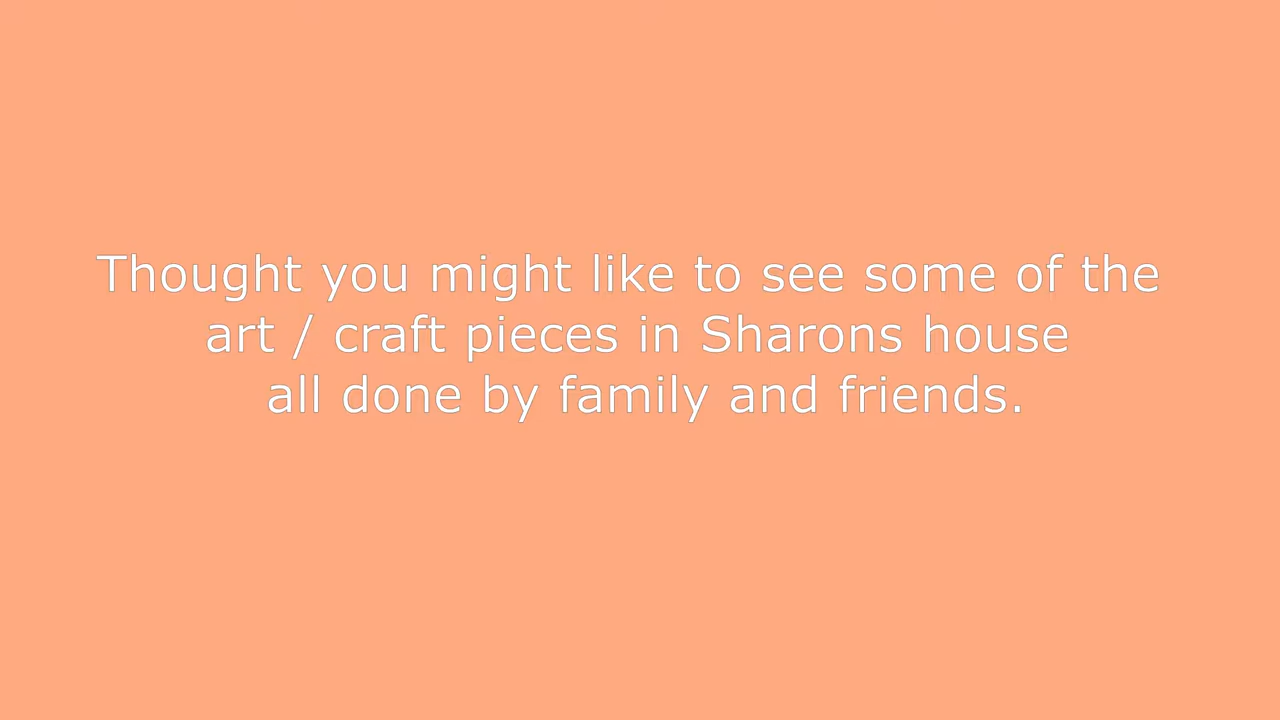 Thought you might like to see some of the
art / craft pieces in Sharons house
all done by family and friends.